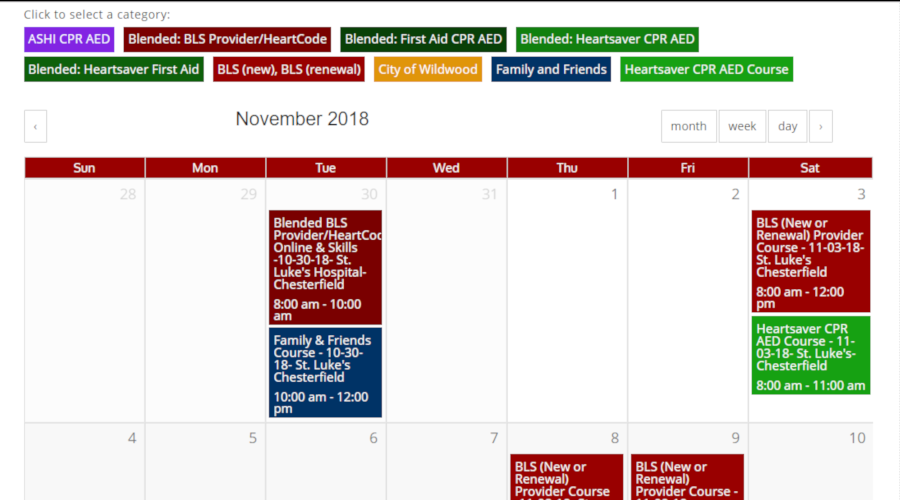 Click to select a category:
ASHI CPR AED Blended: BLS Provider/HeartCode Blended: First Aid CPR AED Blended: Heartsaver CPR AED
Blended: Heartsaver First Aid BLS (new), BLS (renewal) City of Wildwood Family and Friends Heartsaver CPR AED Course
‹ November 2018 month week day ›
Sun Mon Tue Wed Thu Fri Sat
28 29 30 31 1 2 3
Blended BLS
Provider/HeartCod
Online & Skills
-10-30-18- St.
Luke's Hospital-
Chesterfield
8:00 am - 10:00
am
Family & Friends
Course - 10-30-
18- St. Luke's
Chesterfield
10:00 am - 12:00
pm
BLS (New or
Renewal) Provider
Course - 11-03-18-
St. Luke's
Chesterfield
8:00 am - 12:00
pm
Heartsaver CPR
AED Course - 11-
03-18- St. Luke's-
Chesterfield
8:00 am - 11:00 am
4 5 6 7 8 9 10
BLS (New or
Renewal)
Provider Course
BLS (New or
Renewal)
Provider Course -